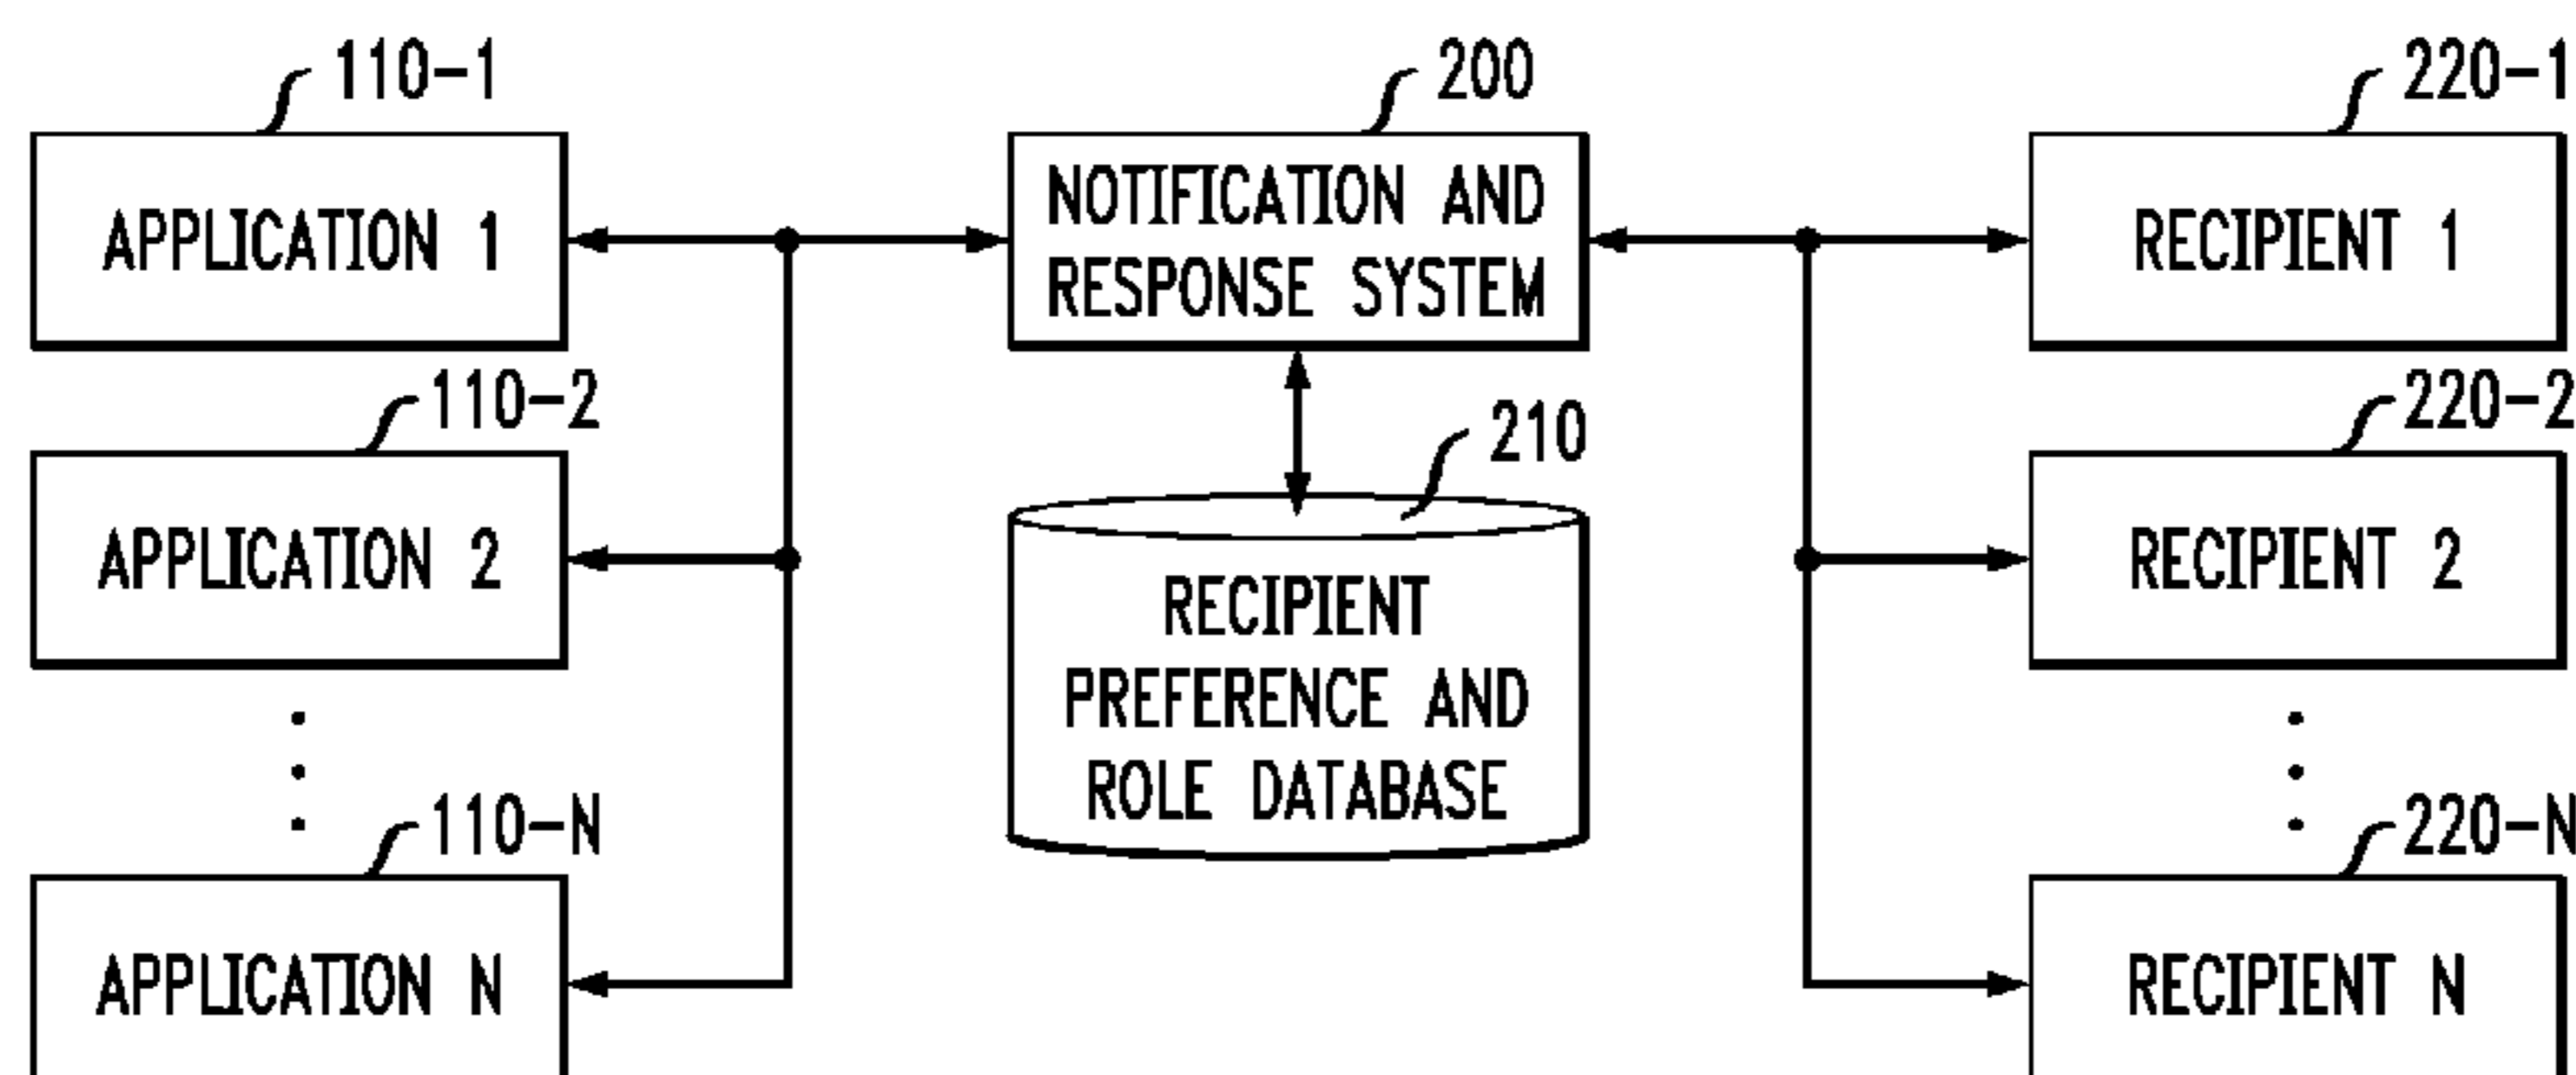 110-1
200
220-1
APPLICATION 1
NOTIFICATION AND
RESPONSE SYSTEM
RECIPIENT 1
110-2
220-2
210
APPLICATION 2
RECIPIENT 2
RECIPIENT
PREFERENCE AND
ROLE DATABASE
110-N
220-N
APPLICATION N
RECIPIENT N